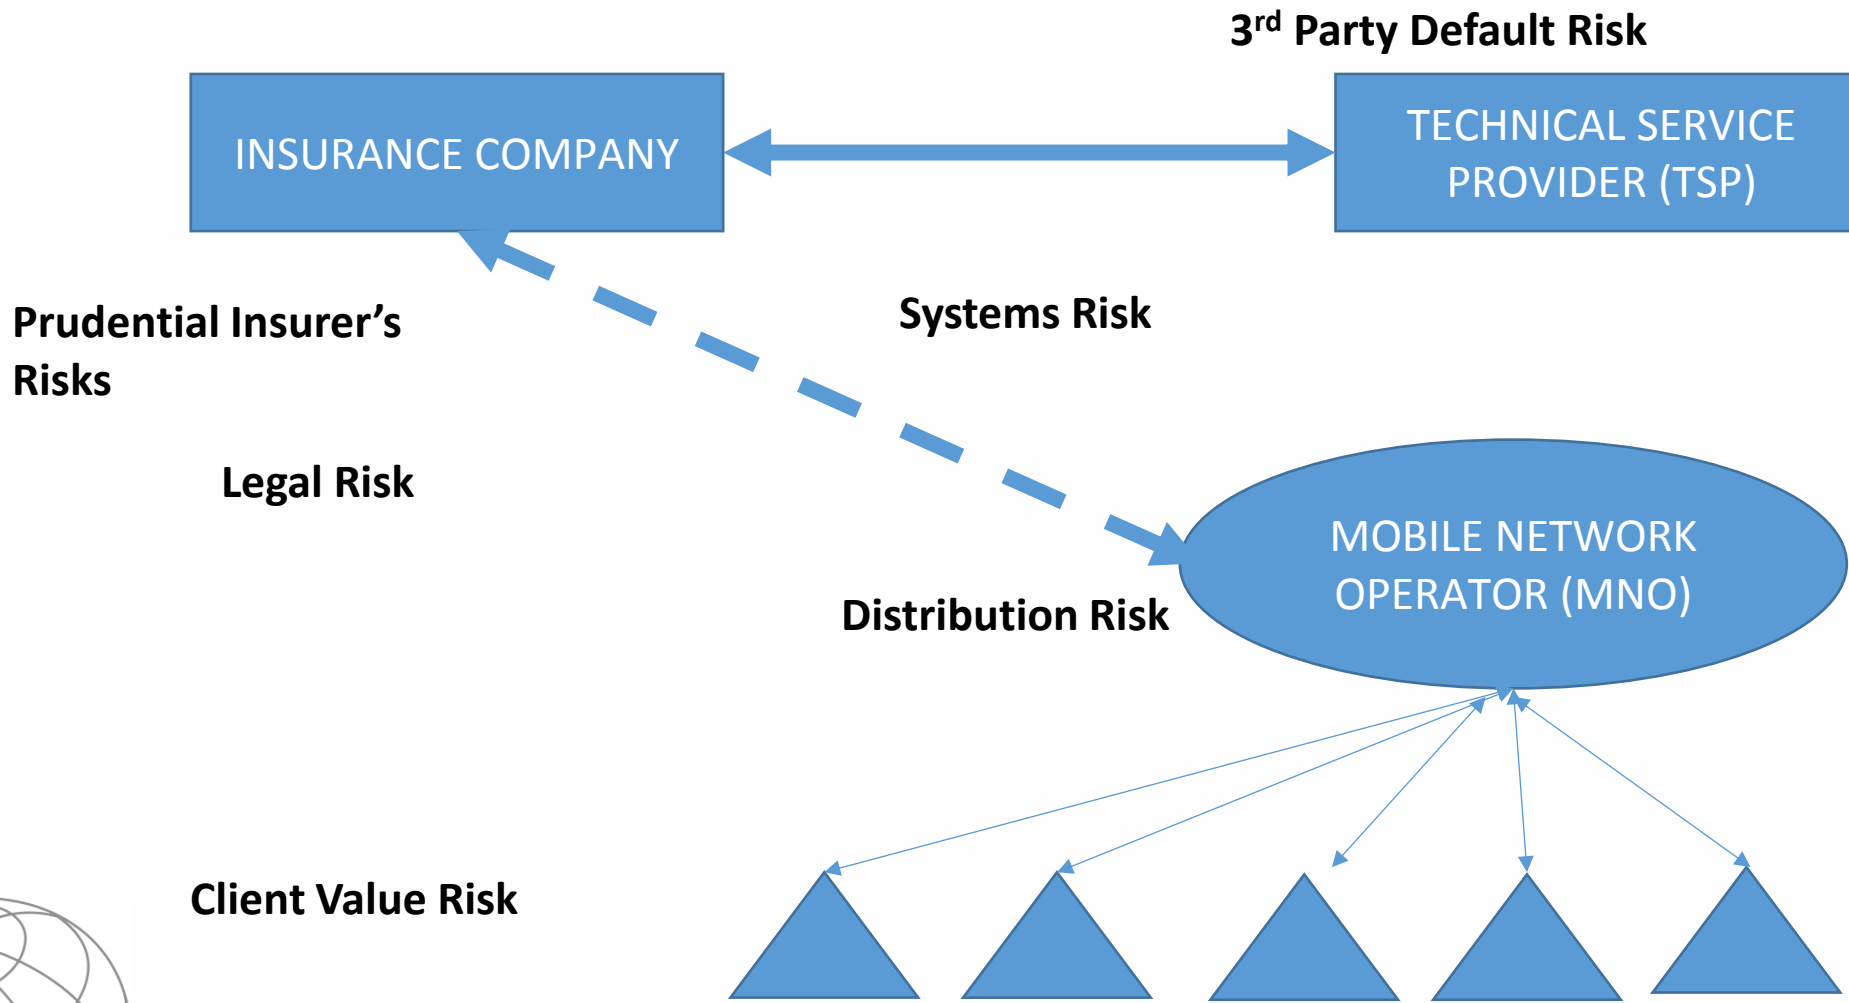 3rd Party Default Risk
INSURANCE COMPANY
TECHNICAL SERVICE
PROVIDER (TSP)
Prudential Insurer’s
Risks
Systems Risk
Legal Risk
MOBILE NETWORK
OPERATOR (MNO)
Distribution Risk
Client Value Risk